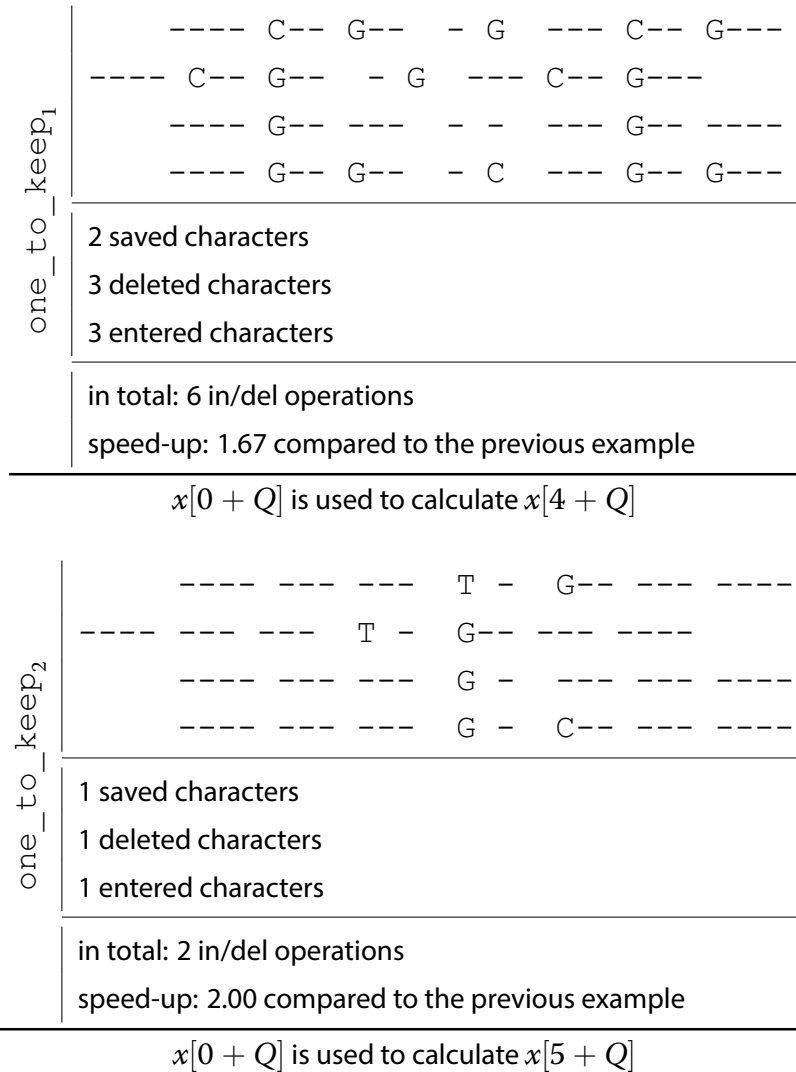 ---- C-- G-- - G --- C-- G---
---- C-- G-- - G --- C-- G---
---- G-- --- - - --- G-- ----
---- G-- G-- - C --- G-- G---
one_to_keep₁
2 saved characters
3 deleted characters
3 entered characters
in total: 6 in/del operations
speed-up: 1.67 compared to the previous example
x[0 + Q] is used to calculate x[4 + Q]
---- --- --- T - G-- --- ----
---- --- --- T - G-- --- ----
---- --- --- G - --- --- ----
---- --- --- G - C-- --- ----
one_to_keep₂
1 saved characters
1 deleted characters
1 entered characters
in total: 2 in/del operations
speed-up: 2.00 compared to the previous example
x[0 + Q] is used to calculate x[5 + Q]